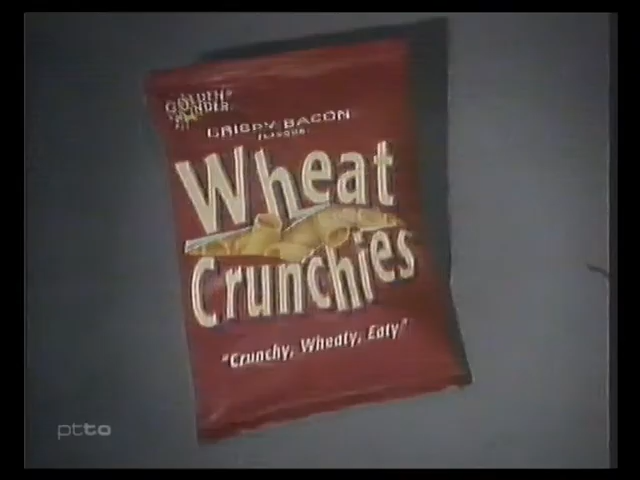 GOLDEN
WONDER
CRISPY BACON
FLAVOUR
Wheat
Crunchies
"Crunchy, Wheaty, Eaty"
ptto